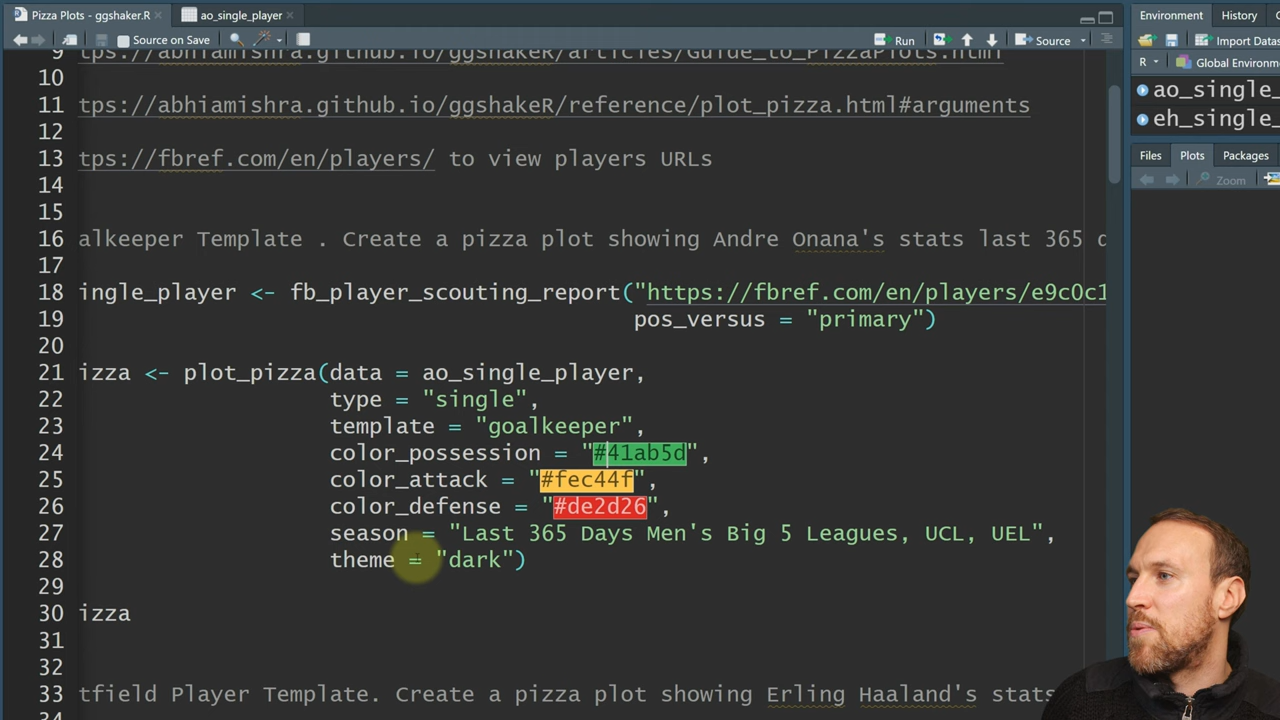 Pizza Plots - ggshaker.R
ao_single_player
Environment
History
Source on Save
Run
Source
Import Datas
R
Global Environme
9 tps://abhiamishra.github.io/ggshakeR/articles/Guide_to_PizzaPlots.html
ao_single_
10
11 tps://abhiamishra.github.io/ggshakeR/reference/plot_pizza.html#arguments
eh_single_
12
13 tps://fbref.com/en/players/ to view players URLs
Files
Plots
Packages
14
Zoom
15
16 alkeeper Template . Create a pizza plot showing Andre Onana's stats last 365 d
17
18 ingle_player <- fb_player_scouting_report("https://fbref.com/en/players/e9c0c1
19 pos_versus = "primary")
20
21 izza <- plot_pizza(data = ao_single_player,
22 type = "single",
23 template = "goalkeeper",
24 color_possession = "#41ab5d",
25 color_attack = "#fec44f",
26 color_defense = "#de2d26",
27 season = "Last 365 Days Men's Big 5 Leagues, UCL, UEL",
28 theme = "dark")
29
30 izza
31
32
33 tfield Player Template. Create a pizza plot showing Erling Haaland's stats